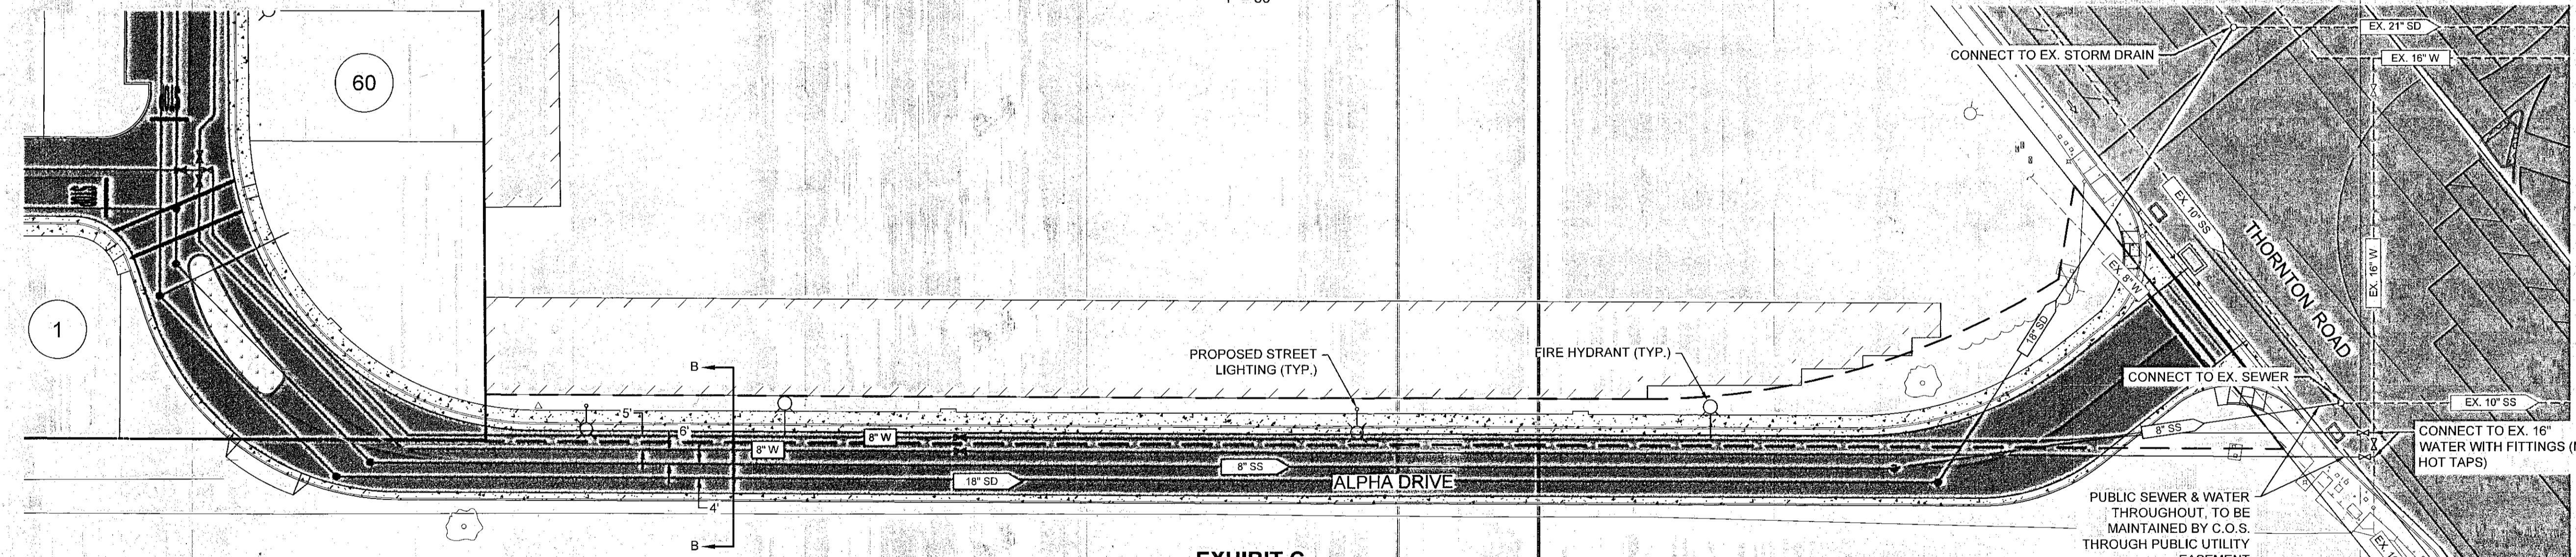 60
1
B
B
5'
6'
4'
8" W
8" W
18" SD
8" SS
ALPHA DRIVE
PROPOSED STREET
LIGHTING (TYP.)
FIRE HYDRANT (TYP.)
CONNECT TO EX. STORM DRAIN
EX. 21" SD
EX. 16" W
EX. 10" SS
THORNTON ROAD
EX. 16" W
EX. 8" W
18" SD
CONNECT TO EX. SEWER
8" SS
EX. 10" SS
CONNECT TO EX. 16"
WATER WITH FITTINGS
HOT TAPS)
PUBLIC SEWER & WATER
THROUGHOUT, TO BE
MAINTAINED BY C.O.S.
THROUGH PUBLIC UTILITY
EASEMENT
EX
EXHIBIT C